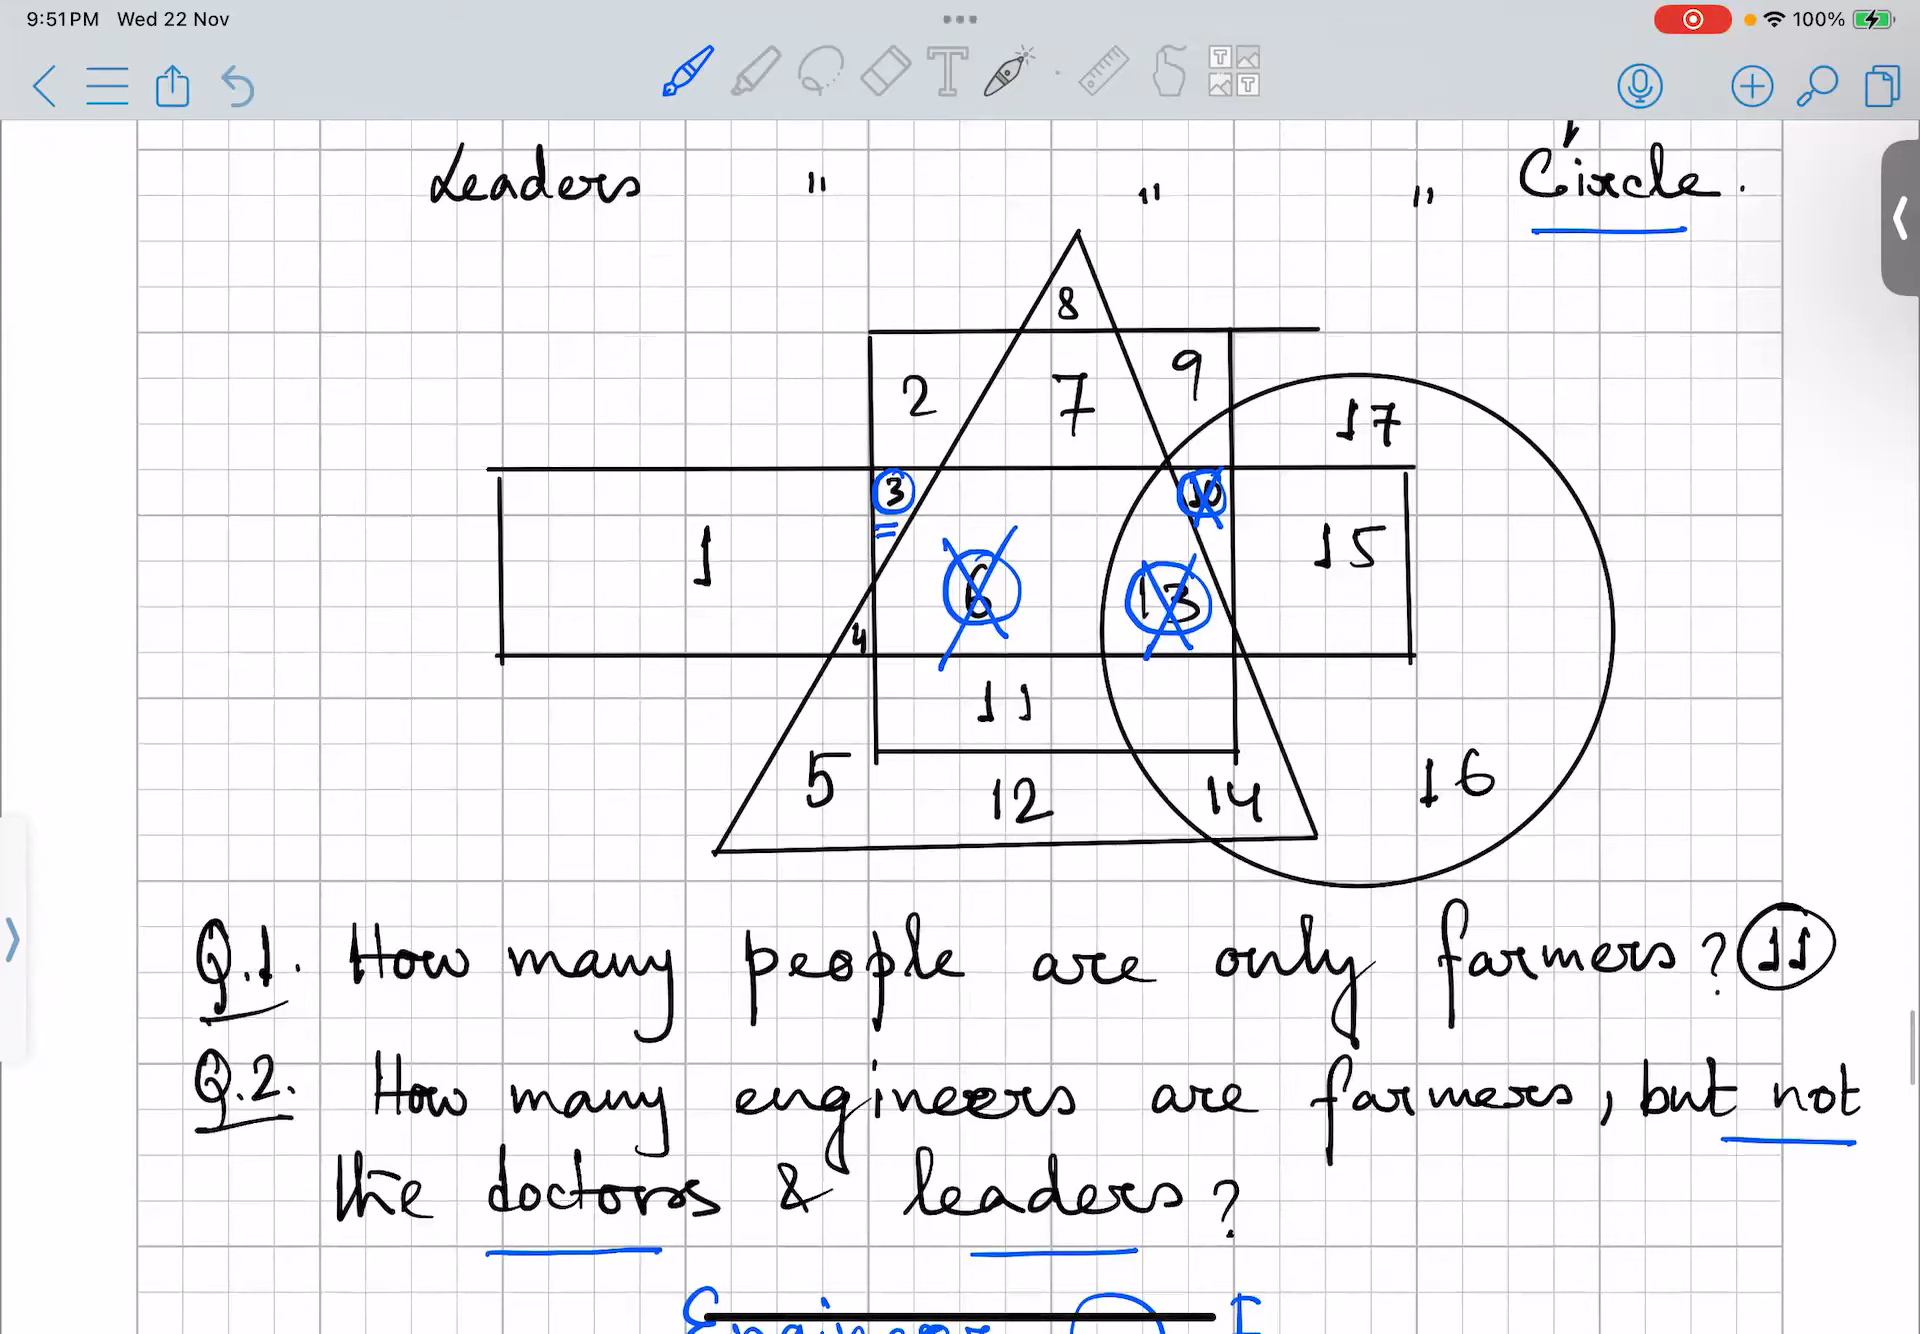 9:51 PM Wed 22 Nov
100%
Leaders " " " Circle.
8
2 7 9
17
3 10
1 6 13 15
4
11
5 12 14 16
Q.1. How many people are only farmers? 11
Q.2. How many engineers are farmers, but not
the doctors & leaders?
Engineer F